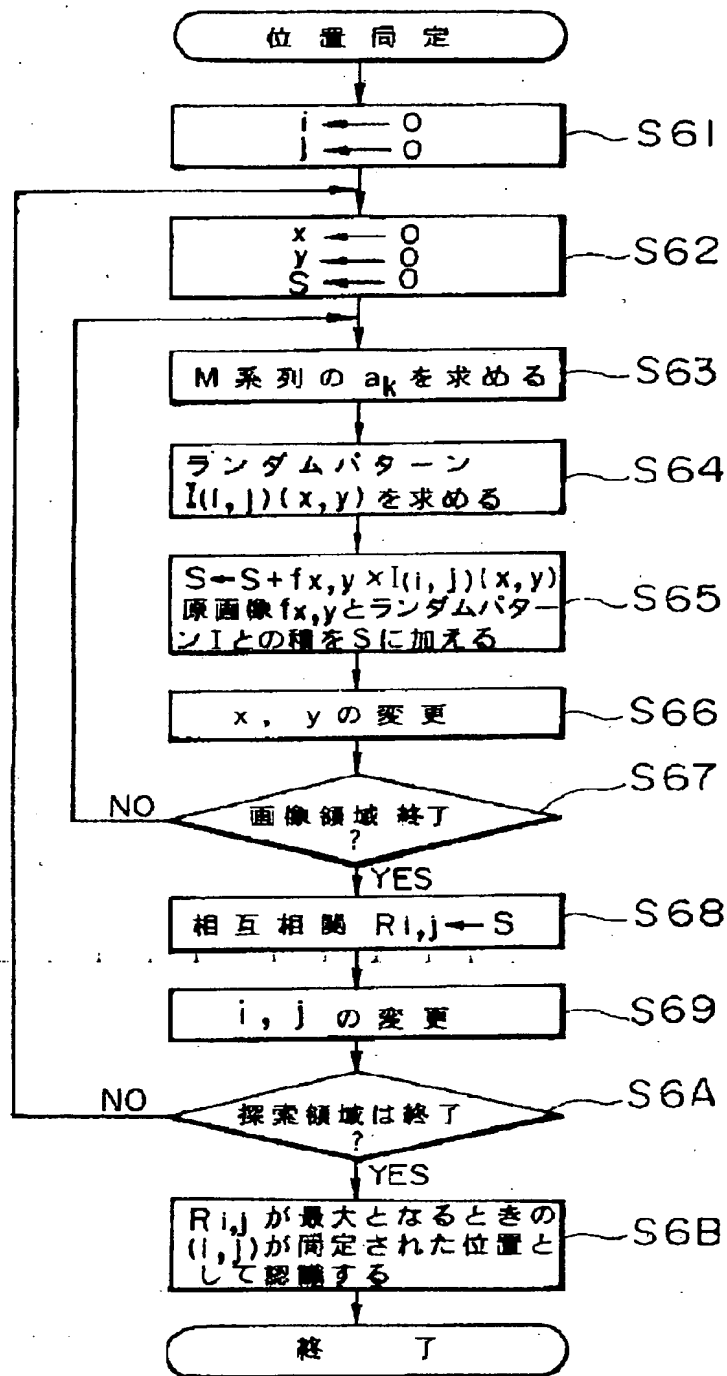 位置同定
i ← 0
j ← 0
S61
x ← 0
y ← 0
S ← 0
S62
M系列の akを求める
S63
ランダムパターン
I(i,j)(x,y)を求める
S64
S←S+fx,y×I(i,j)(x,y)
原画像fx,yとランダムパター
ンIとの積をSに加える
S65
x, yの変更
S66
画像領域終了
?
S67
NO
YES
相互相関 Ri,j←S
S68
i, jの変更
S69
探索領域は終了
?
S6A
NO
YES
Ri,jが最大となるときの
(i,j)が同定された位置と
して認識する
S6B
終了